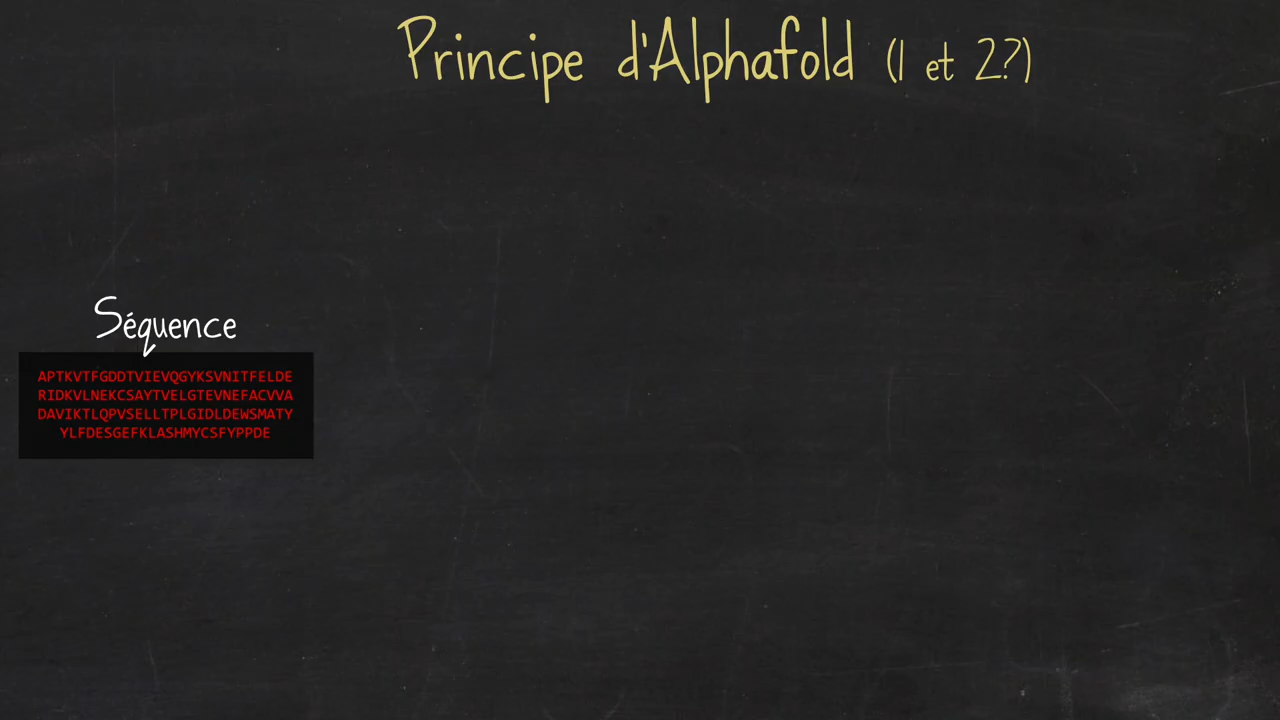 Principe d'Alphafold (1 et 2?)
Séquence
APTKVTFGDDTVIEVQGYKSVNITFELDE
RIDKVLNEKCSAYTVELGTEVNEFACVVA
DAVIKTLQPVSELLTPLGIDLDEWSMATY
YLFDESGEFKLASHMYCSFYPPDE